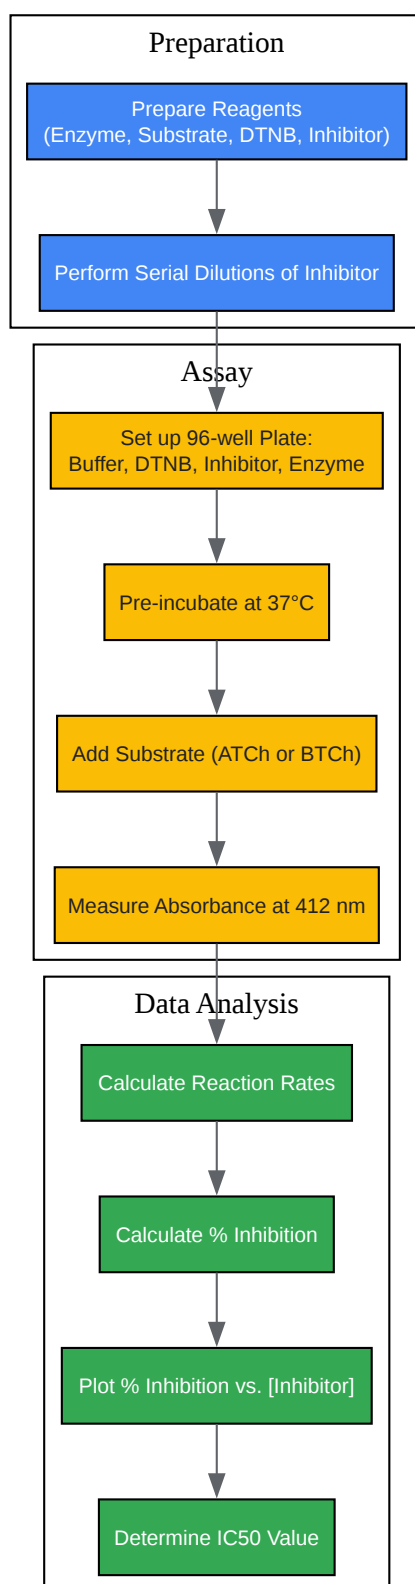 Preparation
Prepare Reagents
(Enzyme, Substrate, DTNB, Inhibitor)
Perform Serial Dilutions of Inhibitor
Assay
Set up 96-well Plate:
Buffer, DTNB, Inhibitor, Enzyme
Pre-incubate at 37°C
Add Substrate (ATCh or BTCh)
Measure Absorbance at 412 nm
Data Analysis
Calculate Reaction Rates
Calculate % Inhibition
Plot % Inhibition vs. [Inhibitor]
Determine IC50 Value